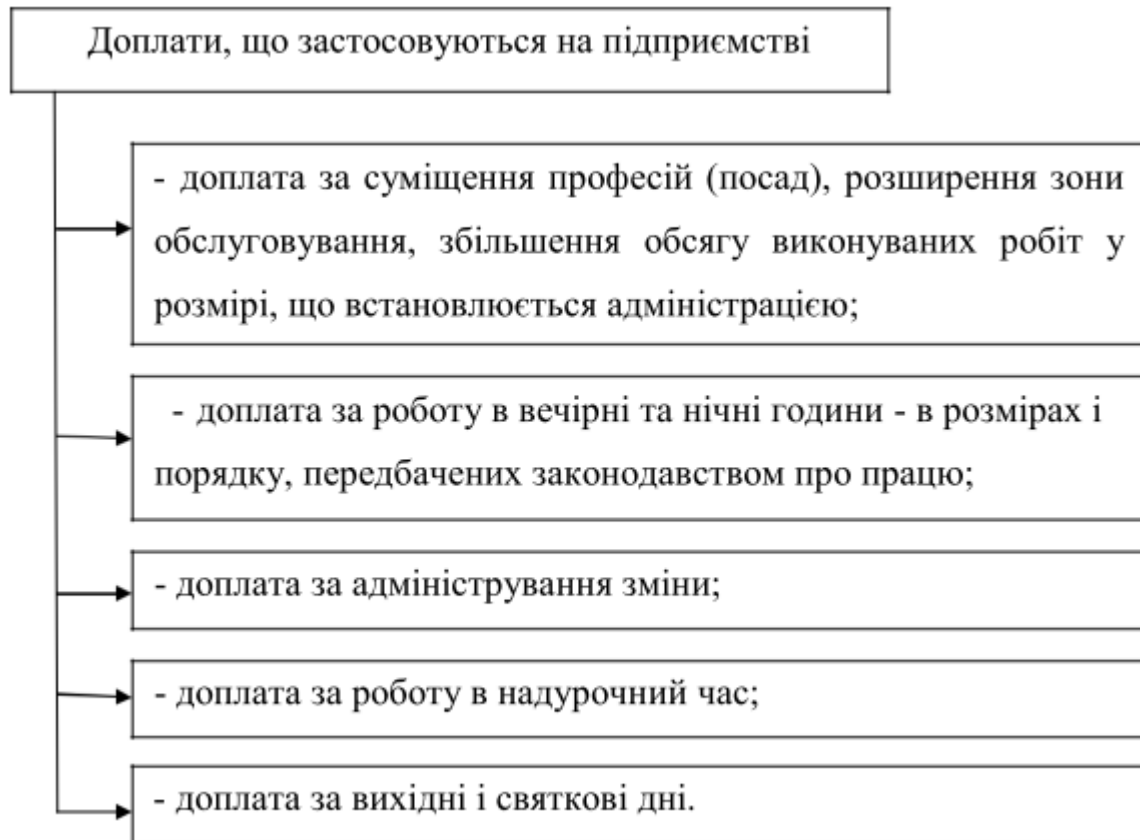 Доплати, що застосовуються на підприємстві
- доплата за суміщення професій (посад), розширення зони
обслуговування, збільшення обсягу виконуваних робіт у
розмірі, що встановлюється адміністрацією;
- доплата за роботу в вечірні та нічні години - в розмірах і
порядку, передбачених законодавством про працю;
- доплата за адміністрування зміни;
- доплата за роботу в надурочний час;
- доплата за вихідні і святкові дні.